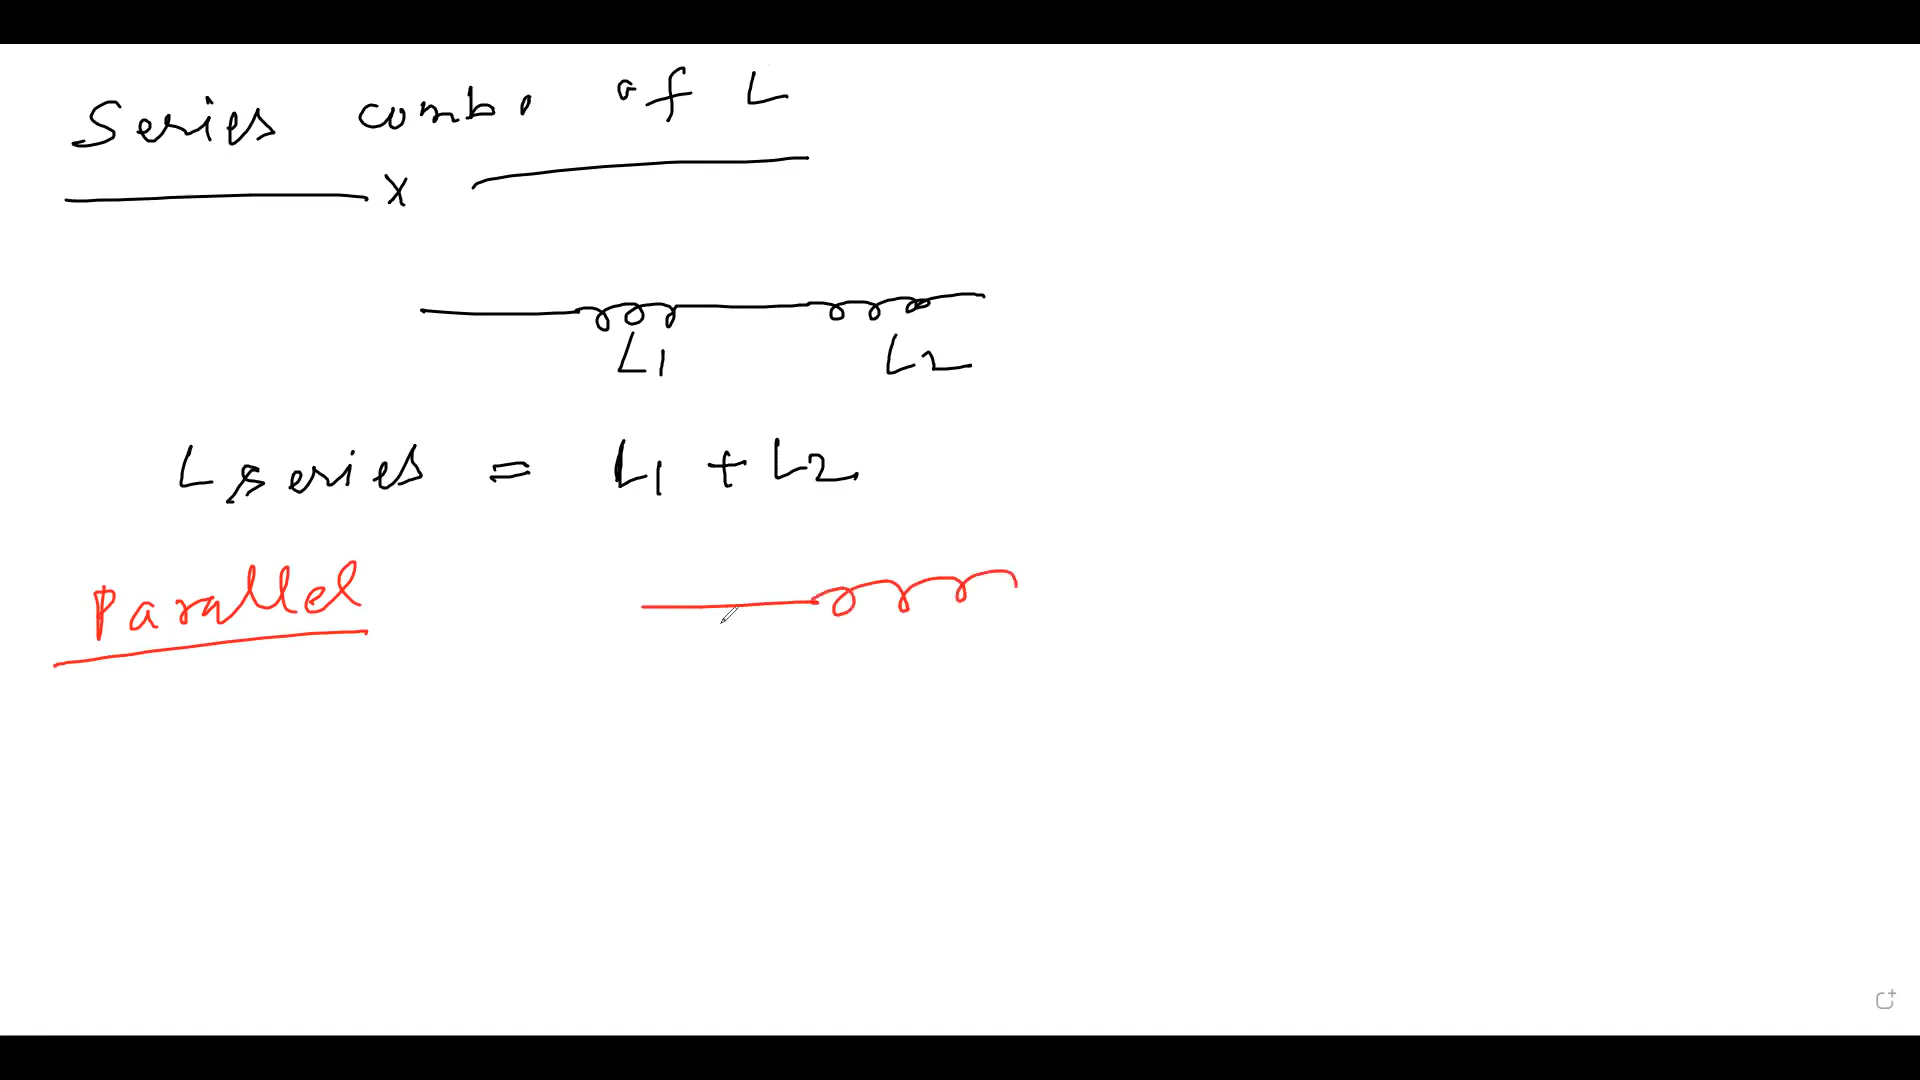 Series combo of L
X
L1 L2
Lseries = L1 + L2
Parallel